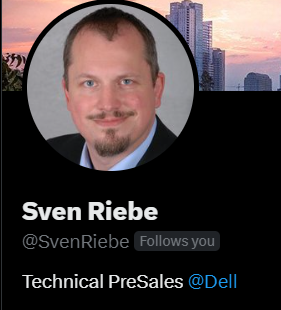 Sven Riebe
@SvenRiebe Follows you
Technical PreSales @Dell